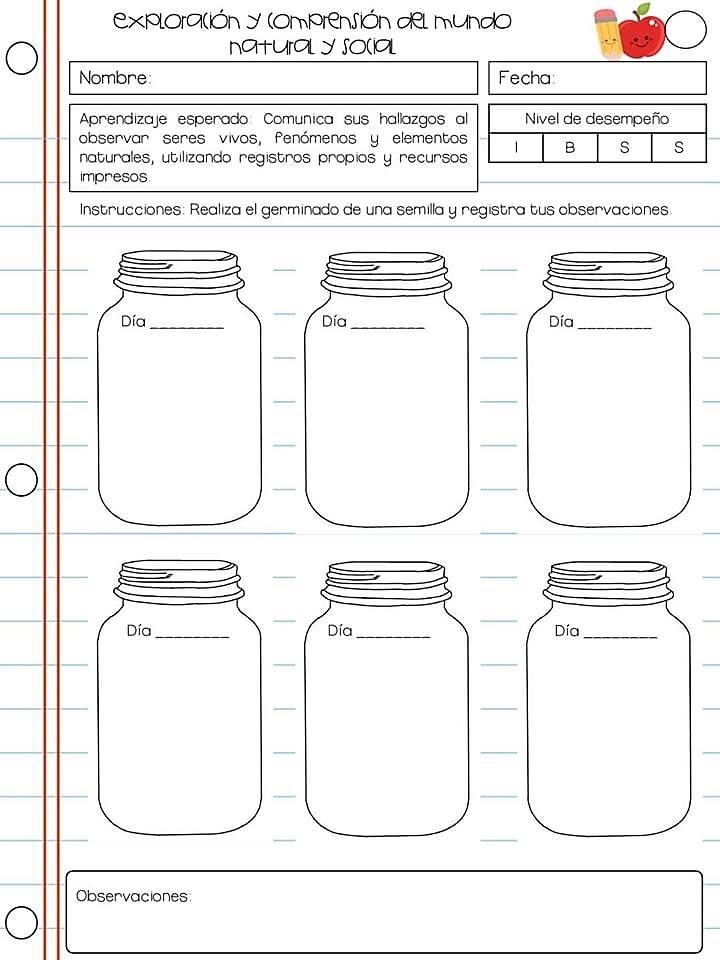 exploración y comprensión del mundo
natural y social
Nombre:
Fecha:
Aprendizaje esperado: Comunica sus hallazgos al
observar seres vivos, fenómenos y elementos
naturales, utilizando registros propios y recursos
impresos.
Nivel de desempeño
I B S S
Instrucciones: Realiza el germinado de una semilla y registra tus observaciones.
Día ________
Día ________
Día ________
Día ________
Día ________
Día ________
Observaciones: